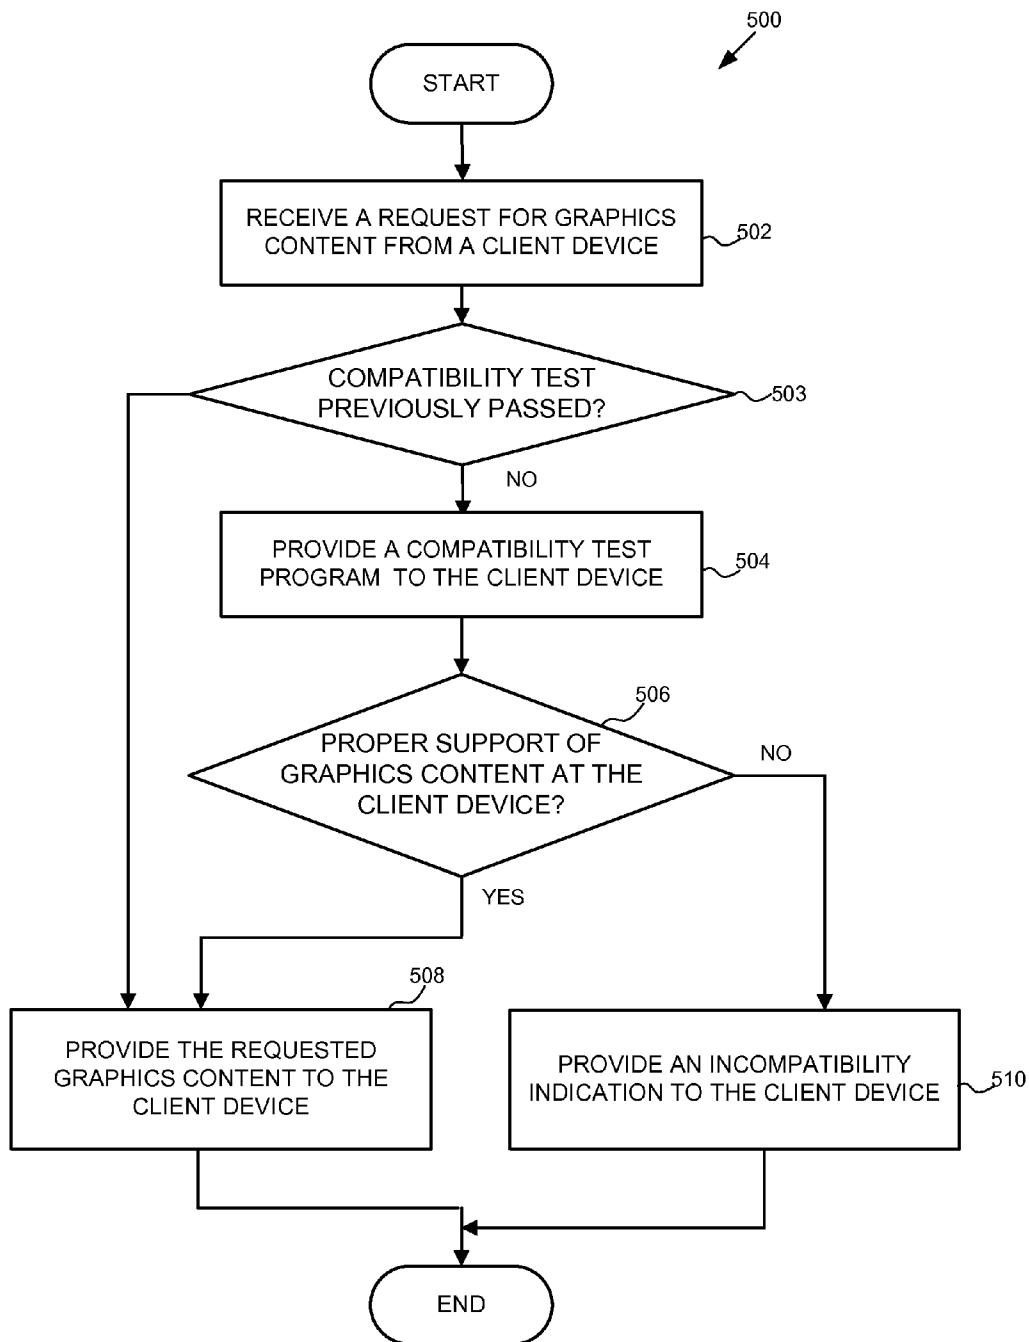 500
START
RECEIVE A REQUEST FOR GRAPHICS
CONTENT FROM A CLIENT DEVICE
502
COMPATIBILITY TEST
PREVIOUSLY PASSED?
503
NO
PROVIDE A COMPATIBILITY TEST
PROGRAM TO THE CLIENT DEVICE
504
506
PROPER SUPPORT OF
GRAPHICS CONTENT AT THE
CLIENT DEVICE?
NO
YES
508
PROVIDE THE REQUESTED
GRAPHICS CONTENT TO THE
CLIENT DEVICE
PROVIDE AN INCOMPATIBILITY
INDICATION TO THE CLIENT DEVICE
510
END